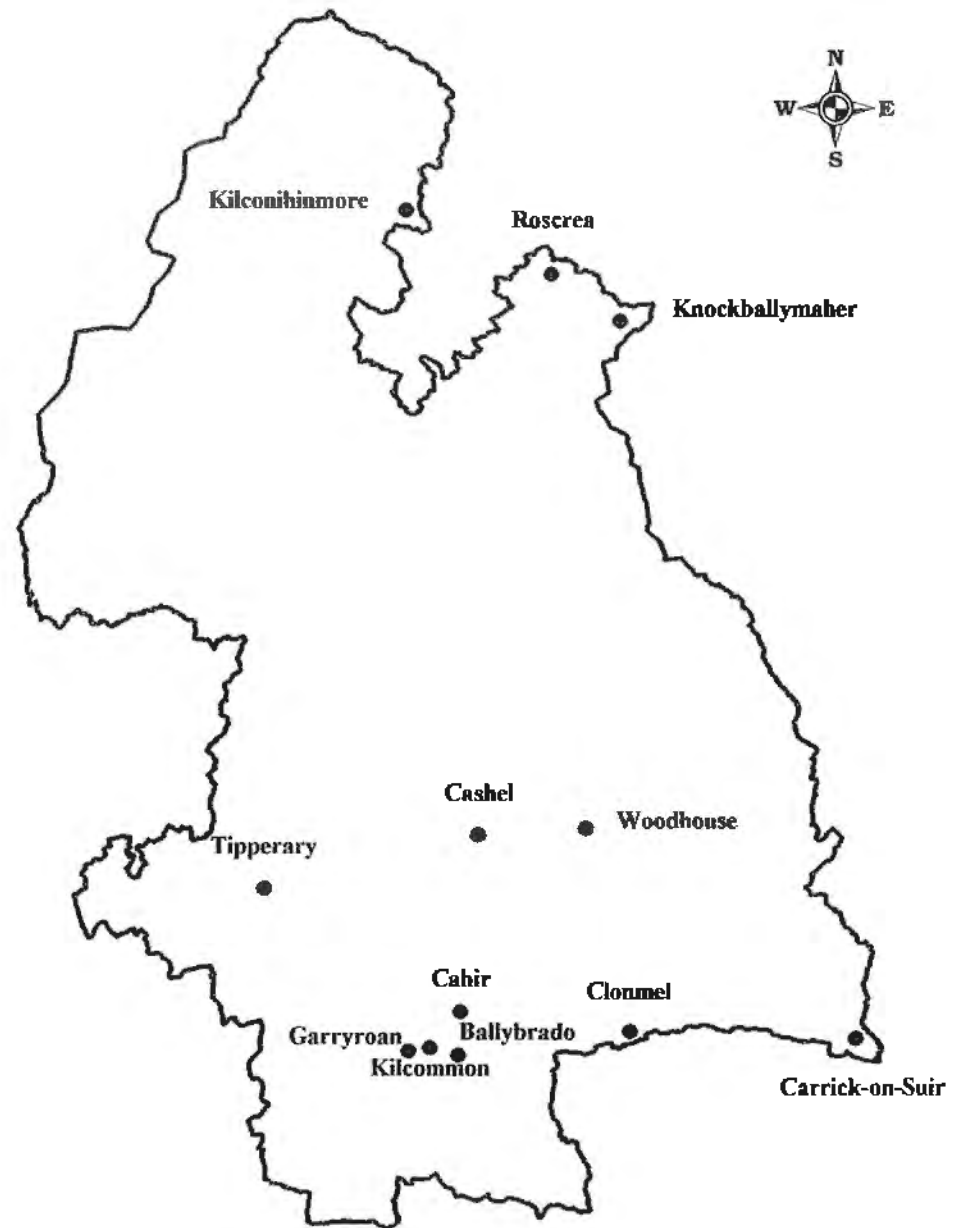 N
W E
S
Kilconihinmore
Roscrea
Knockballymaher
Cashel
Woodhouse
Tipperary
Cahir
Clonmel
Garryroan
Ballybrado
Kilcommon
Carrick-on-Suir